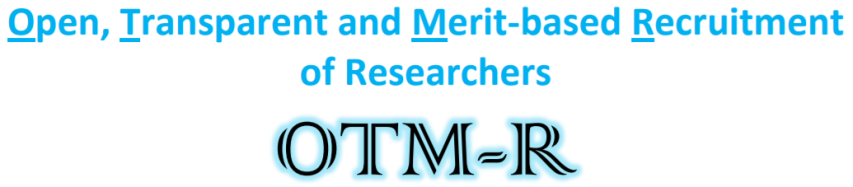 Open, Transparent and Merit-based Recruitment
of Researchers
OTM-R